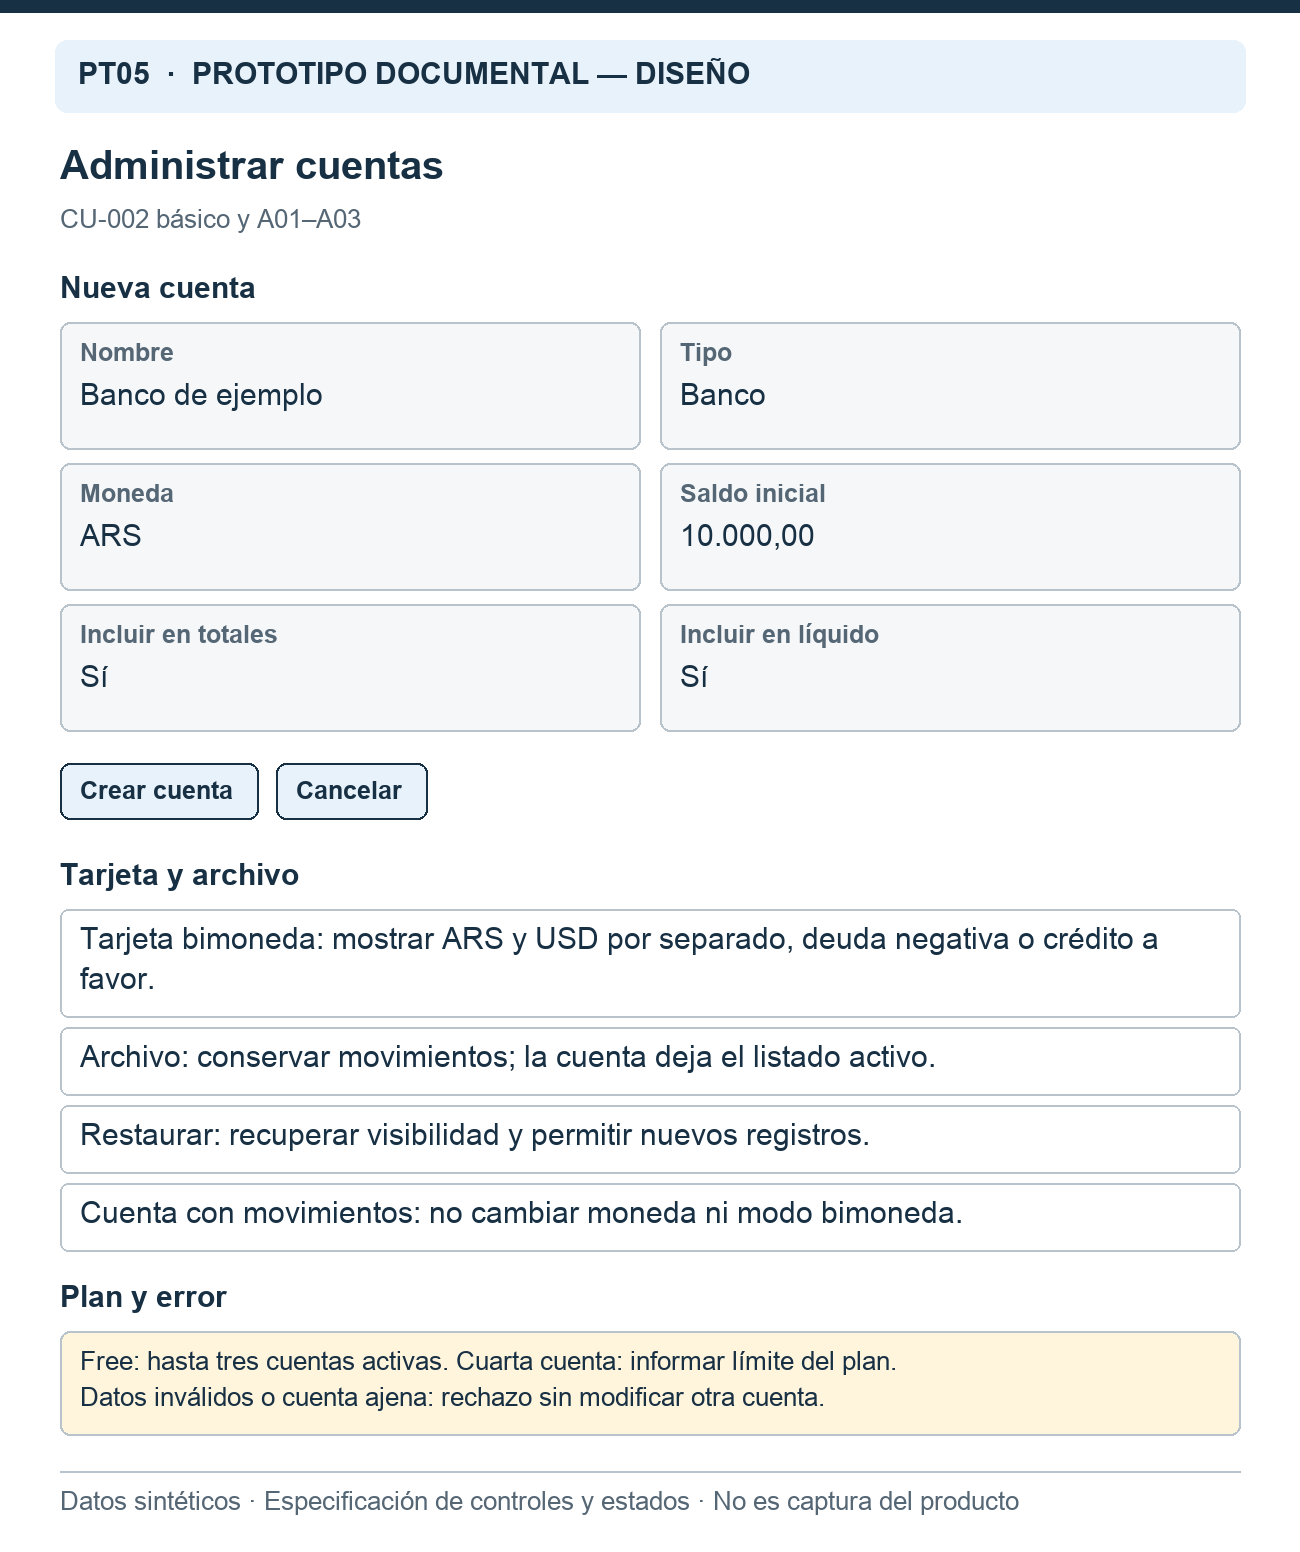 PT05 · PROTOTIPO DOCUMENTAL — DISEÑO
Administrar cuentas
CU-002 básico y A01–A03
Nueva cuenta
Nombre
Banco de ejemplo
Tipo
Banco
Moneda
ARS
Saldo inicial
10.000,00
Incluir en totales
Sí
Incluir en líquido
Sí
Crear cuenta
Cancelar
Tarjeta y archivo
Tarjeta bimoneda: mostrar ARS y USD por separado, deuda negativa o crédito a
favor.
Archivo: conservar movimientos; la cuenta deja el listado activo.
Restaurar: recuperar visibilidad y permitir nuevos registros.
Cuenta con movimientos: no cambiar moneda ni modo bimoneda.
Plan y error
Free: hasta tres cuentas activas. Cuarta cuenta: informar límite del plan.
Datos inválidos o cuenta ajena: rechazo sin modificar otra cuenta.
Datos sintéticos · Especificación de controles y estados · No es captura del producto